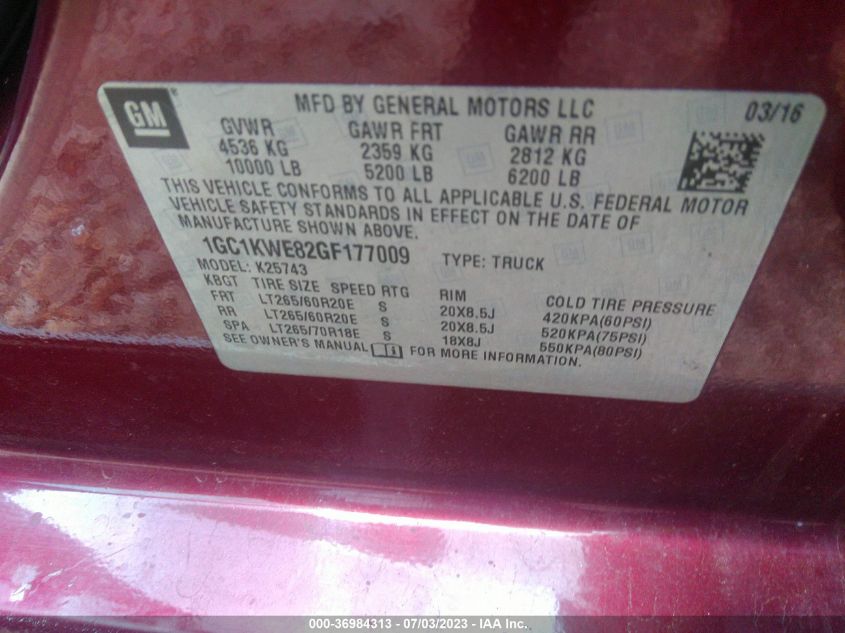 GM
MFD BY GENERAL MOTORS LLC 03/16
GVWR GAWR FRT GAWR RR
4536 KG 2359 KG 2812 KG
10000 LB 5200 LB 6200 LB
THIS VEHICLE CONFORMS TO ALL APPLICABLE U.S. FEDERAL MOTOR
VEHICLE SAFETY STANDARDS IN EFFECT ON THE DATE OF
MANUFACTURE SHOWN ABOVE.
1GC1KWE82GF177009 TYPE: TRUCK
MODEL: K25743
KBGT TIRE SIZE SPEED RTG RIM COLD TIRE PRESSURE
FRT LT265/60R20E S 20X8.5J 420KPA(60PSI)
RR LT265/60R20E S 20X8.5J 520KPA(75PSI)
SPA LT265/70R18E S 18X8J 550KPA(80PSI)
SEE OWNER'S MANUAL FOR MORE INFORMATION.
000-36984313 - 07/03/2023 - IAA Inc.